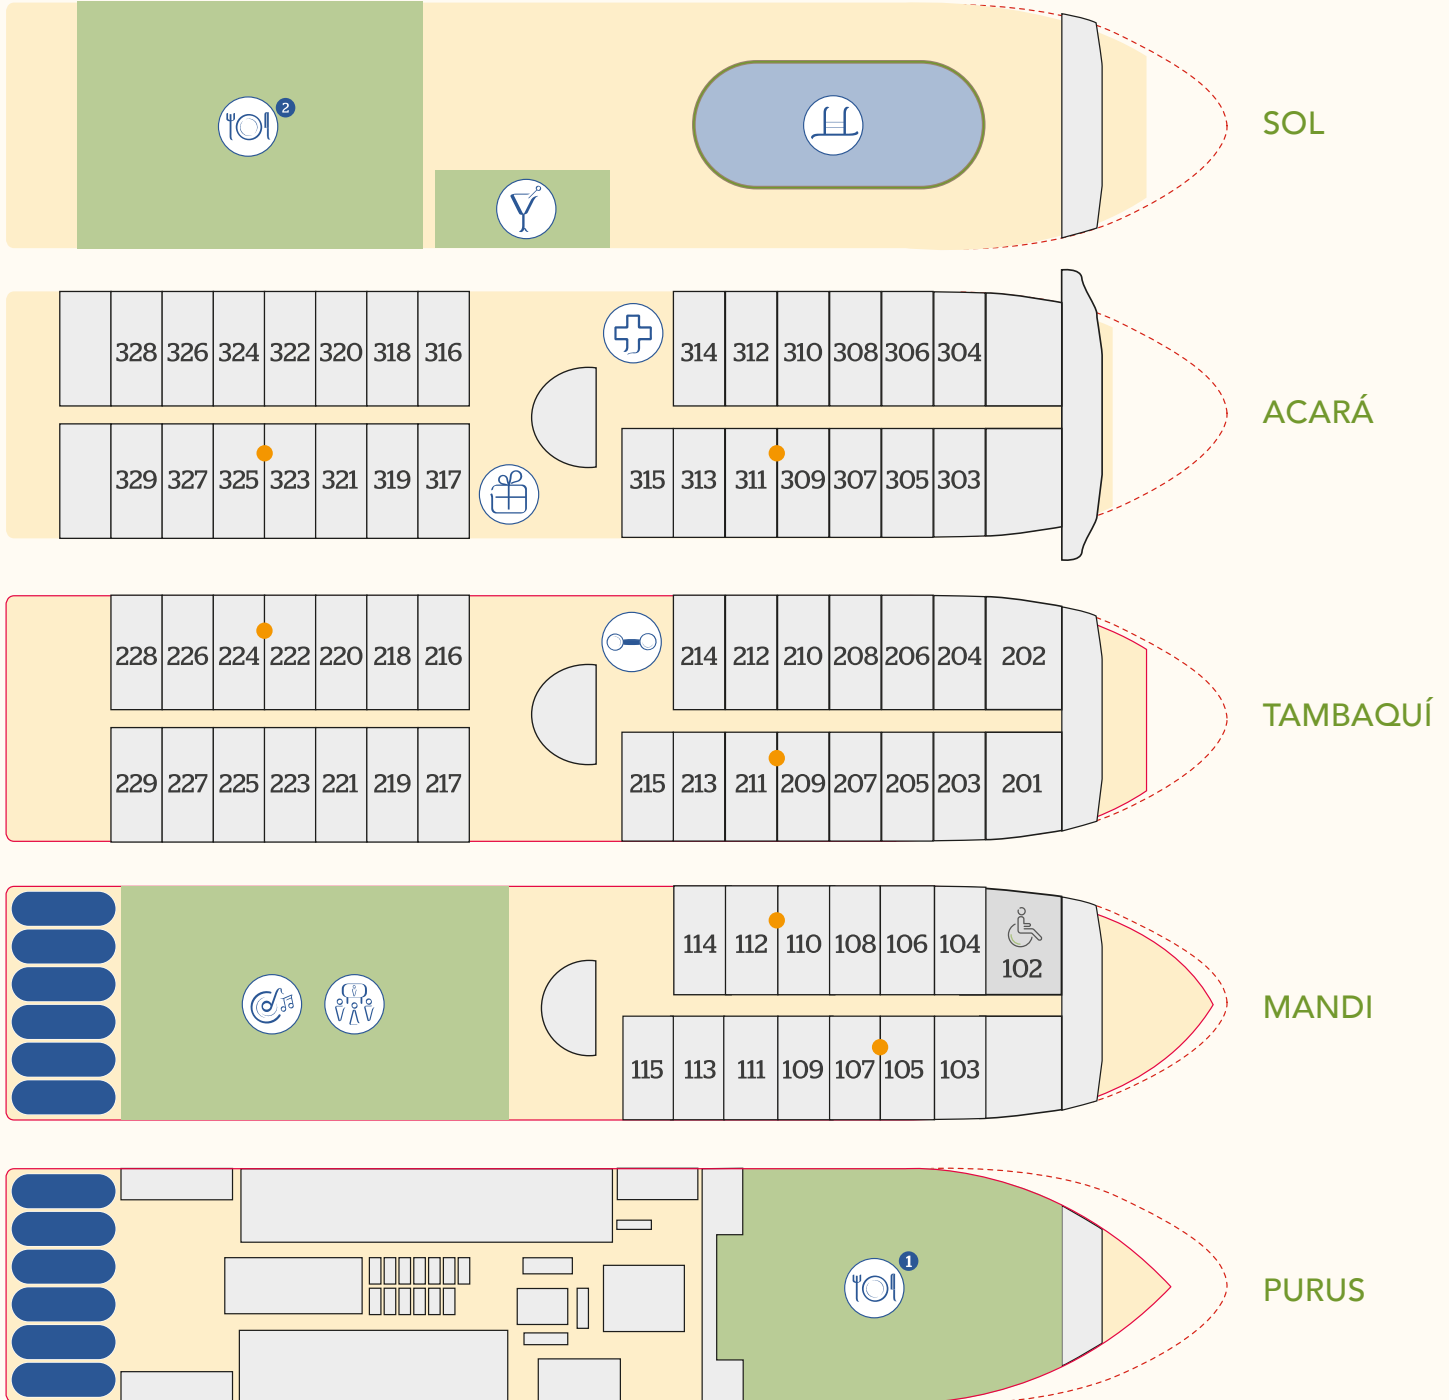 2
SOL
328 326 324 322 320 318 316 314 312 310 308 306 304
ACARÁ
329 327 325 323 321 319 317 315 313 311 309 307 305 303
228 226 224 222 220 218 216 214 212 210 208 206 204 202
TAMBAQUÍ
229 227 225 223 221 219 217 215 213 211 209 207 205 203 201
114 112 110 108 106 104 102
MANDI
115 113 111 109 107 105 103
1
PURUS